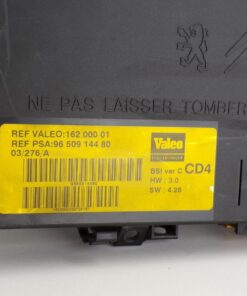 NE PAS LAISSER TOMBER
REF VALEO:162 000 01
REF PSA:96 509 144 80
03/276/A
Valeo
BSI var C CD4
HW : 3.0
SW : 4.28